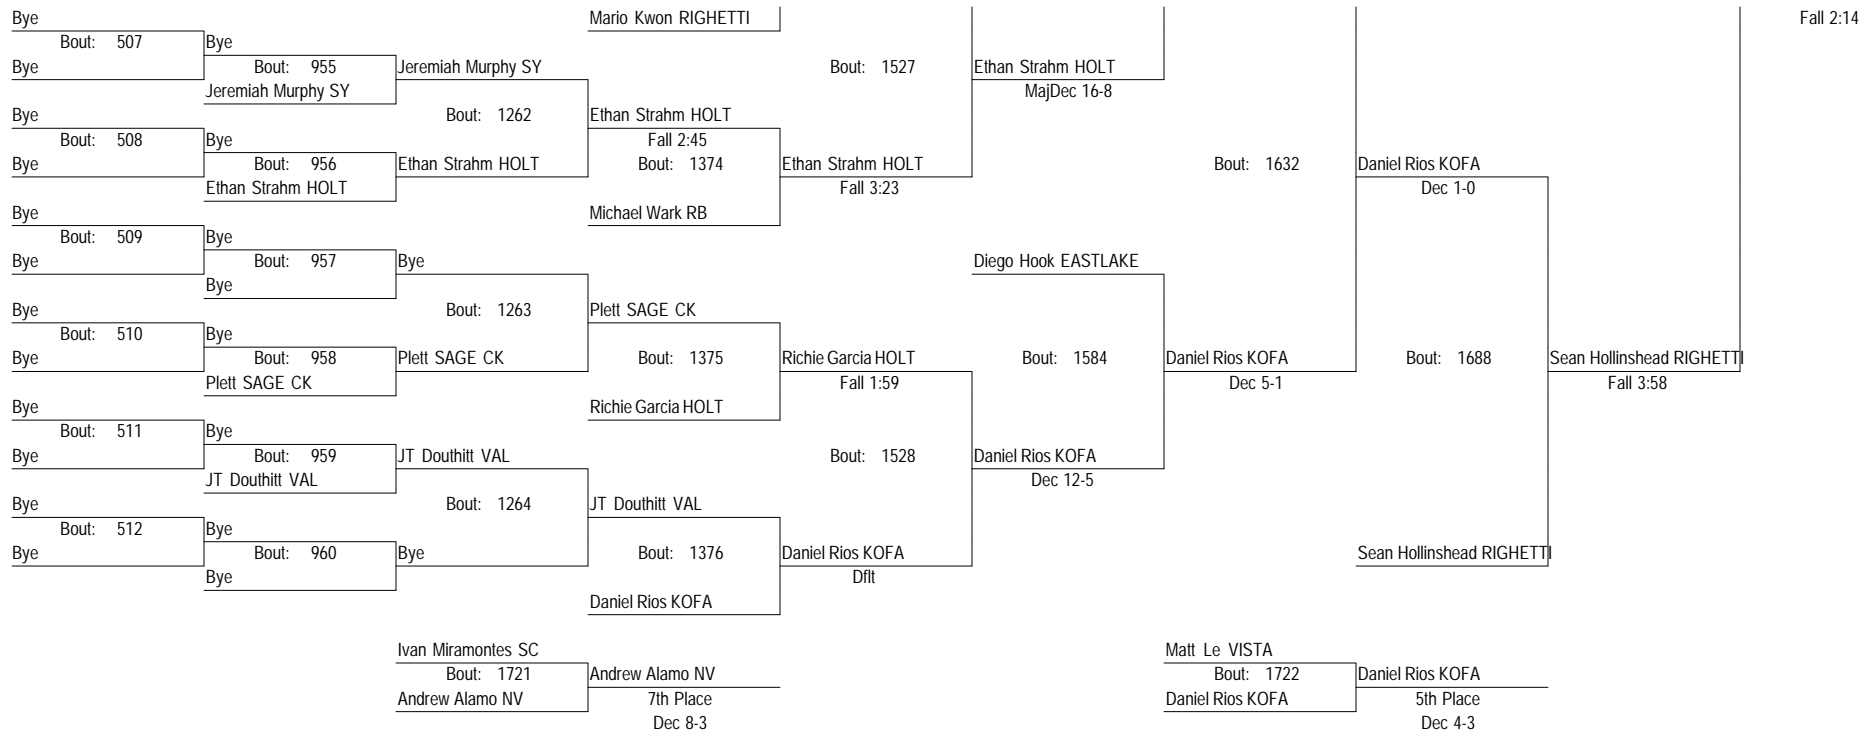 Bye Mario Kwon RIGHETTI Fall 2:14
Bout: 507 Bye
Bye Bout: 955 Jeremiah Murphy SY Bout: 1527 Ethan Strahm HOLT
Jeremiah Murphy SY MajDec 16-8
Bye Bout: 1262 Ethan Strahm HOLT
Bout: 508 Bye Fall 2:45
Bye Bout: 956 Ethan Strahm HOLT Bout: 1374 Ethan Strahm HOLT Bout: 1632 Daniel Rios KOFA
Ethan Strahm HOLT Fall 3:23 Dec 1-0
Bye Michael Wark RB
Bout: 509 Bye
Bye Bout: 957 Bye Diego Hook EASTLAKE
Bye
Bye Bout: 1263 Plett SAGE CK
Bout: 510 Bye
Bye Bout: 958 Plett SAGE CK Bout: 1375 Richie Garcia HOLT Bout: 1584 Daniel Rios KOFA Bout: 1688 Sean Hollinshead RIGHETTI
Plett SAGE CK Fall 1:59 Dec 5-1 Fall 3:58
Bye Richie Garcia HOLT
Bout: 511 Bye
Bye Bout: 959 JT Douthitt VAL Bout: 1528 Daniel Rios KOFA
JT Douthitt VAL Dec 12-5
Bye Bout: 1264 JT Douthitt VAL
Bout: 512 Bye
Bye Bout: 960 Bye Bout: 1376 Daniel Rios KOFA Sean Hollinshead RIGHETTI
Bye Dflt
Daniel Rios KOFA
Ivan Miramontes SC Matt Le VISTA
Bout: 1721 Andrew Alamo NV Bout: 1722 Daniel Rios KOFA
Andrew Alamo NV 7th Place Daniel Rios KOFA 5th Place
Dec 8-3 Dec 4-3